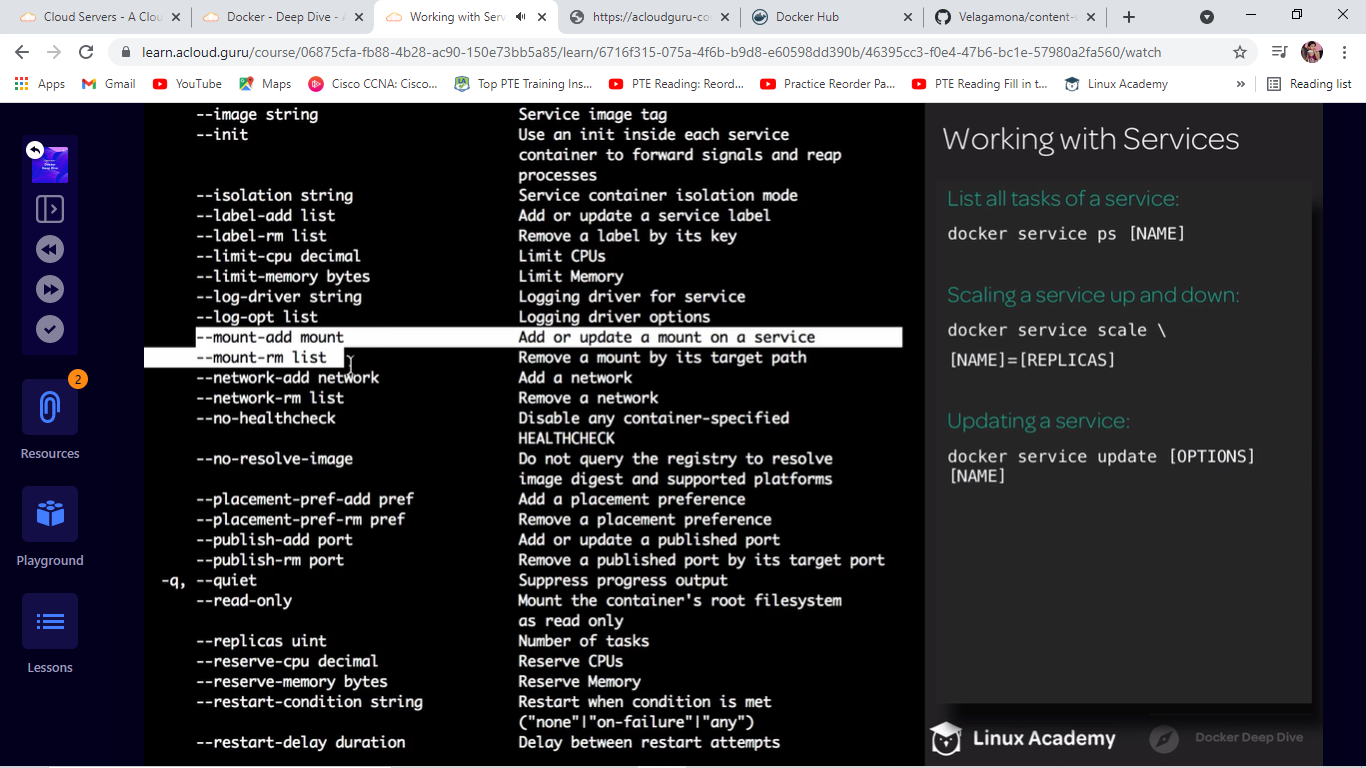 Cloud Servers - A Clou
Docker - Deep Dive - A
Working with Serv
https://acloudguru-co
Docker Hub
Velagamona/content-
learn.acloud.guru/course/06875cfa-fb88-4b28-ac90-150e73bb5a85/learn/6716f315-075a-4f6b-b9d8-e60598dd390b/46395cc3-f0e4-47b6-bc1e-57980a2fa560/watch
Apps
Gmail
YouTube
Maps
Cisco CCNA: Cisco...
Top PTE Training Ins...
PTE Reading: Reord...
Practice Reorder Pa...
PTE Reading Fill in t...
Linux Academy
»
Reading list
2
Resources
Playground
Lessons
--image string Service image tag
--init Use an init inside each service
container to forward signals and reap
processes
--isolation string Service container isolation mode
--label-add list Add or update a service label
--label-rm list Remove a label by its key
--limit-cpu decimal Limit CPUs
--limit-memory bytes Limit Memory
--log-driver string Logging driver for service
--log-opt list Logging driver options
--mount-add mount Add or update a mount on a service
--mount-rm list Remove a mount by its target path
--network-add network Add a network
--network-rm list Remove a network
--no-healthcheck Disable any container-specified
HEALTHCHECK
--no-resolve-image Do not query the registry to resolve
image digest and supported platforms
--placement-pref-add pref Add a placement preference
--placement-pref-rm pref Remove a placement preference
--publish-add port Add or update a published port
--publish-rm port Remove a published port by its target port
-q, --quiet Suppress progress output
--read-only Mount the container's root filesystem
as read only
--replicas uint Number of tasks
--reserve-cpu decimal Reserve CPUs
--reserve-memory bytes Reserve Memory
--restart-condition string Restart when condition is met
("none"|"on-failure"|"any")
--restart-delay duration Delay between restart attempts
Working with Services
List all tasks of a service:
docker service ps [NAME]
Scaling a service up and down:
docker service scale \
[NAME]=[REPLICAS]
Updating a service:
docker service update [OPTIONS]
[NAME]
Linux Academy
Docker Deep Dive